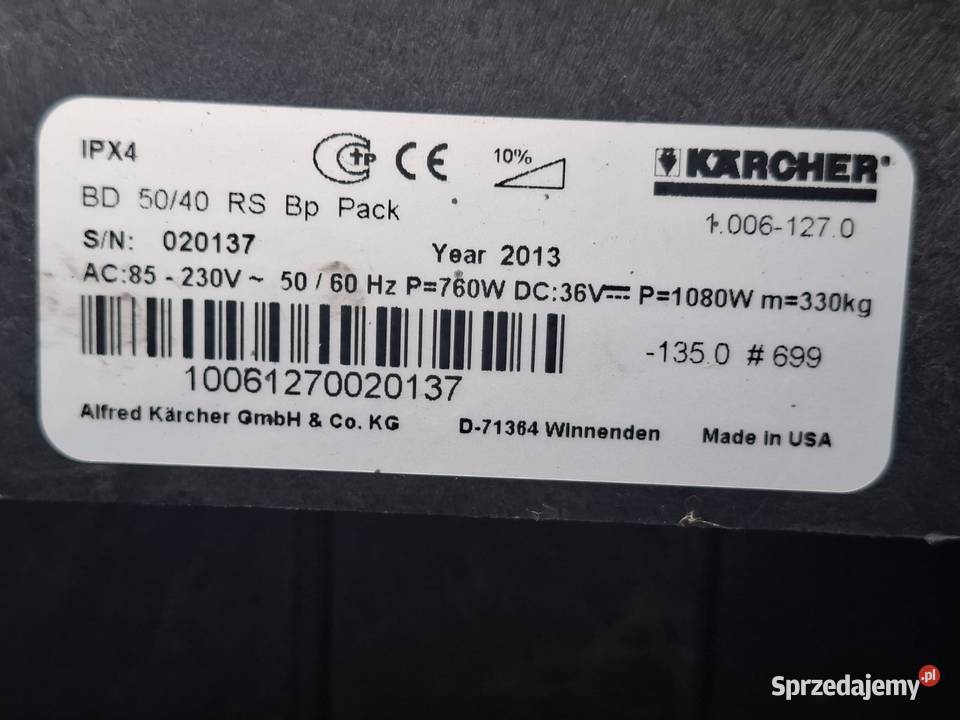 IPX4
CE
10%
KÄRCHER
BD 50/40 RS Bp Pack
1.006-127.0
S/N: 020137
Year 2013
AC:85 - 230V ~ 50 / 60 Hz P=760W DC:36V⎓ P=1080W m=330kg
-135.0 # 699
10061270020137
Alfred Kärcher GmbH & Co. KG D-71364 Winnenden Made in USA
Sprzedajemy.pl